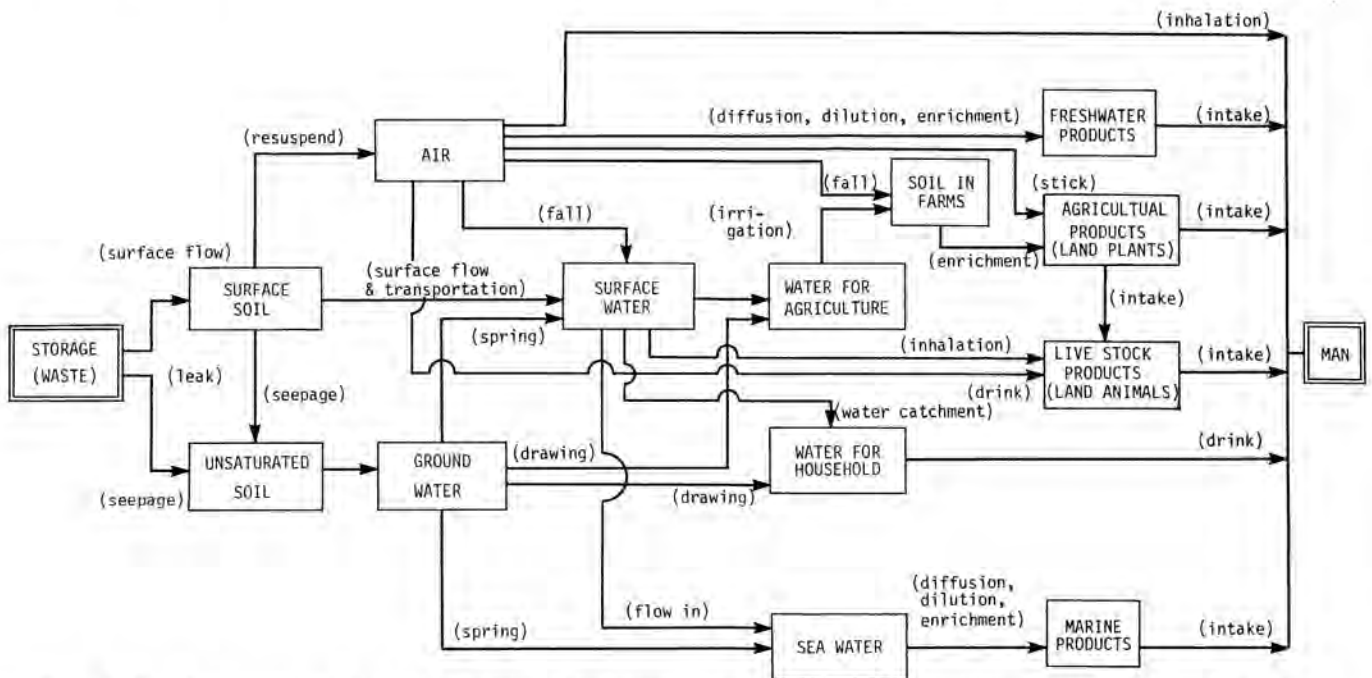 (inhalation)
(diffusion, dilution, enrichment)
FRESHWATER
PRODUCTS
(intake)
(resuspend)
AIR
(fall)
SOIL IN
FARMS
(stick)
AGRICULTUAL
PRODUCTS
(LAND PLANTS)
(intake)
(fall)
(irri-
gation)
(enrichment)
(surface flow)
SURFACE
SOIL
(surface flow
& transportation)
SURFACE
WATER
WATER FOR
AGRICULTURE
(intake)
(spring)
STORAGE
(WASTE)
(leak)
(inhalation)
LIVE STOCK
PRODUCTS
(LAND ANIMALS)
(intake)
MAN
(seepage)
(drink)
(water catchment)
UNSATURATED
SOIL
(seepage)
GROUND
WATER
(drawing)
(drawing)
WATER FOR
HOUSEHOLD
(drink)
(spring)
(flow in)
SEA WATER
(diffusion,
dilution,
enrichment)
MARINE
PRODUCTS
(intake)